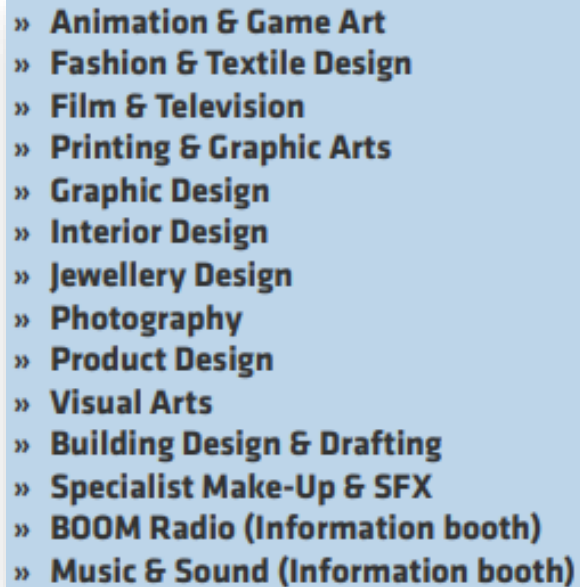 » Animation & Game Art
» Fashion & Textile Design
» Film & Television
» Printing & Graphic Arts
» Graphic Design
» Interior Design
» Jewellery Design
» Photography
» Product Design
» Visual Arts
» Building Design & Drafting
» Specialist Make-Up & SFX
» BOOM Radio (Information booth)
» Music & Sound (Information booth)